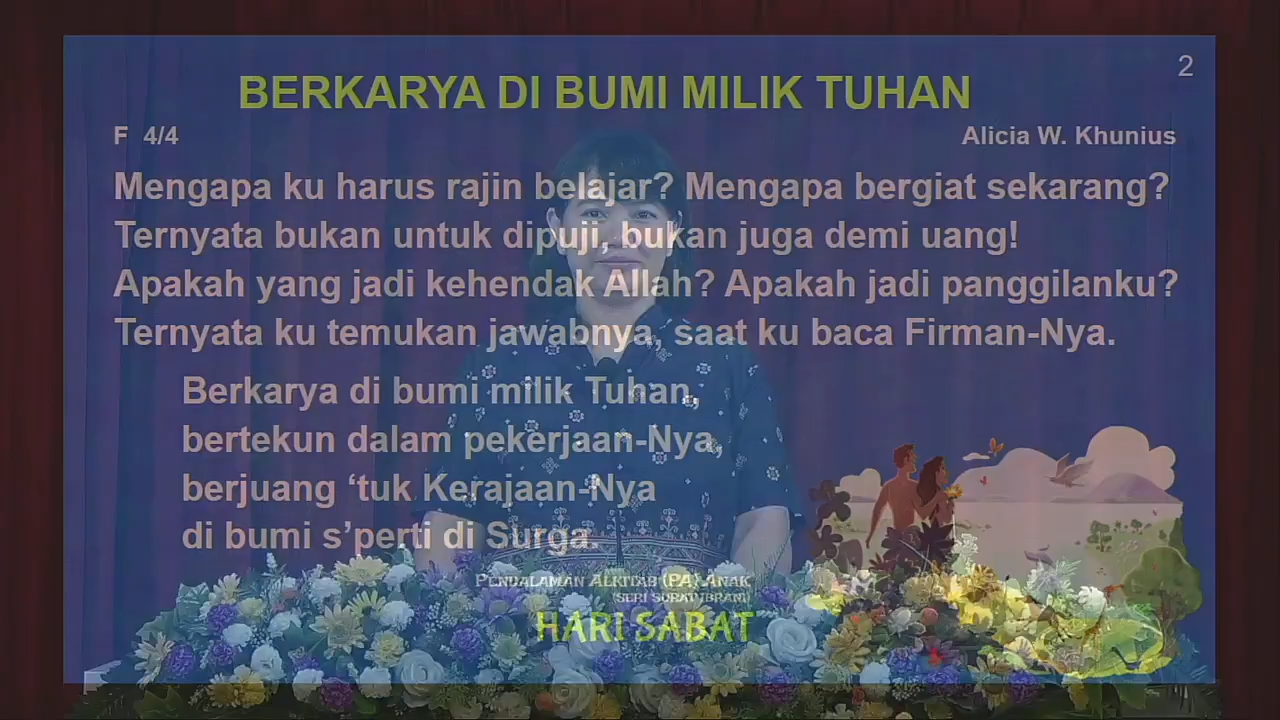 2
BERKARYA DI BUMI MILIK TUHAN
F 4/4
Alicia W. Khunius
Mengapa ku harus rajin belajar? Mengapa bergiat sekarang?
Ternyata bukan untuk dipuji, bukan juga demi uang!
Apakah yang jadi kehendak Allah? Apakah jadi panggilanku?
Ternyata ku temukan jawabnya, saat ku baca Firman-Nya.
Berkarya di bumi milik Tuhan,
bertekun dalam pekerjaan-Nya,
berjuang ‘tuk Kerajaan-Nya
di bumi s’perti di Surga.
PENDALAMAN ALKITAB (PA) ANAK
(SERI SURAT IBRANI)
HARI SABAT